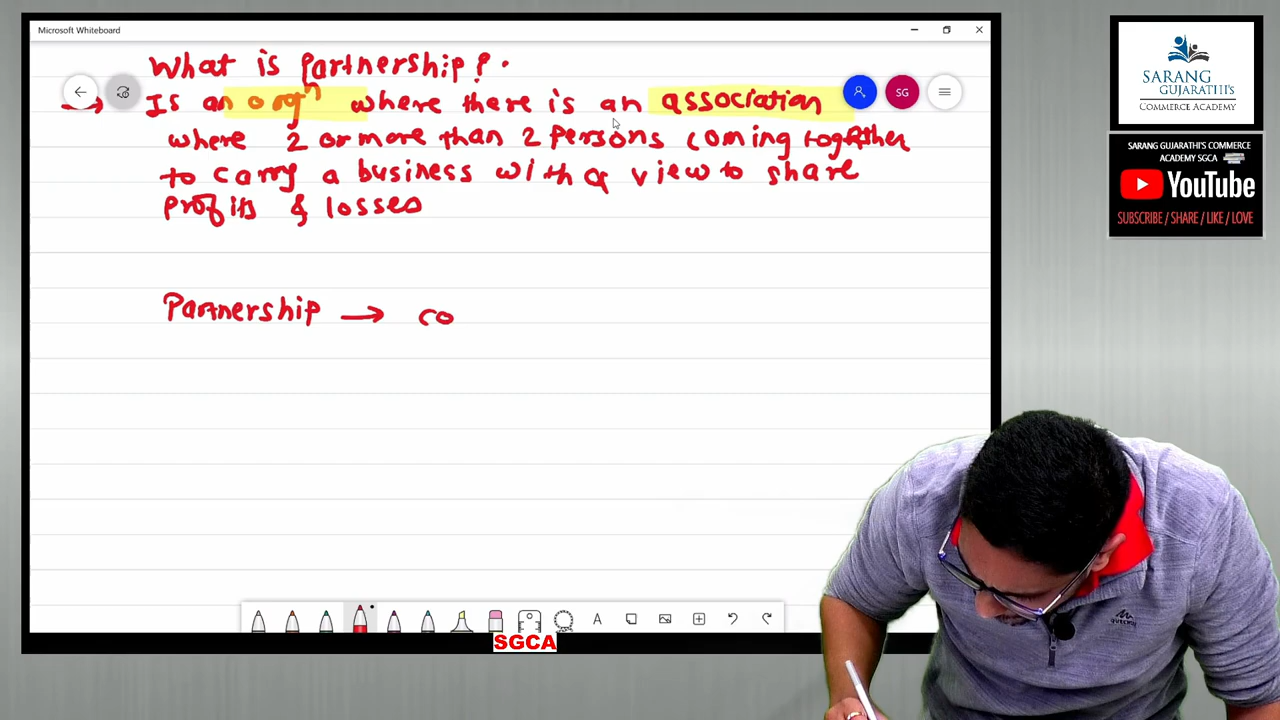 Microsoft Whiteboard
What is Partnership?
→ Is an orgn where there is an association
where 2 or more than 2 persons coming together
to carry a business with a view to share
profits & losses
Partnership → co
SG
A
SGCA
SARANG
GUJARATHI'S
COMMERCE ACADEMY
SARANG GUJARATHI'S COMMERCE
ACADEMY SGCA
YouTube
SUBSCRIBE / SHARE / LIKE / LOVE